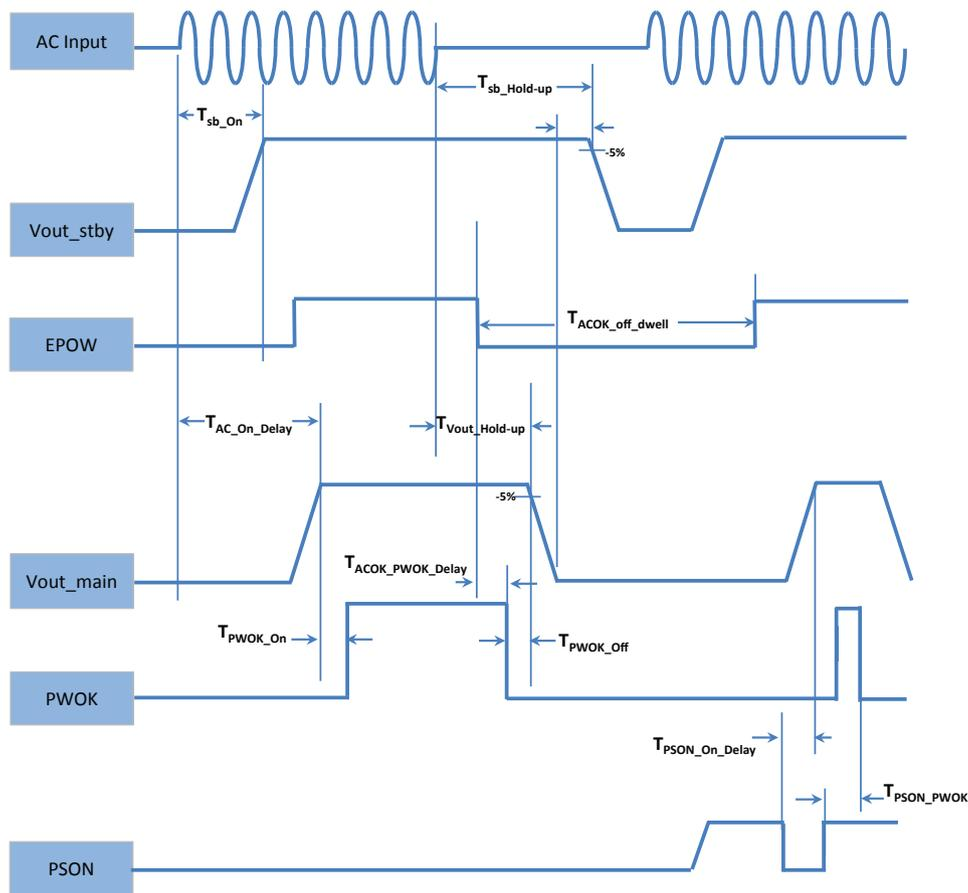 AC Input
Tsb_Hold-up
Tsb_On
-5%
Vout_stby
TACOK_off_dwell
EPOW
TAC_On_Delay
TVout_Hold-up
-5%
TACOK_PWOK_Delay
Vout_main
TPWOK_On
TPWOK_Off
PWOK
TPSON_On_Delay
TPSON_PWOK
PSON